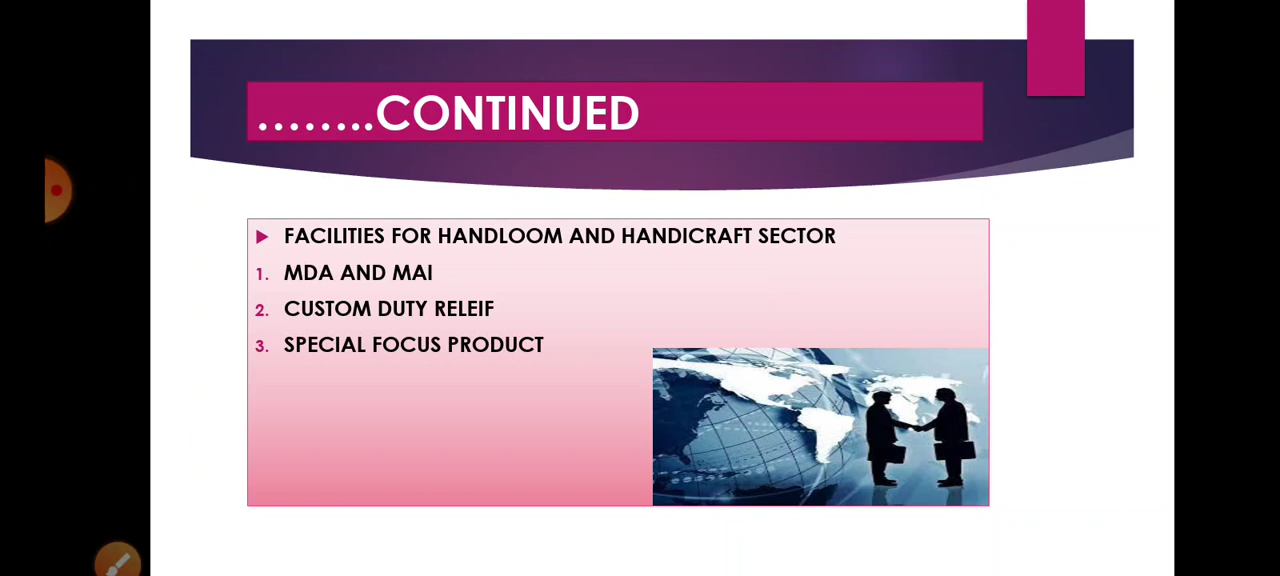 ……..CONTINUED
FACILITIES FOR HANDLOOM AND HANDICRAFT SECTOR
1. MDA AND MAI
2. CUSTOM DUTY RELEIF
3. SPECIAL FOCUS PRODUCT